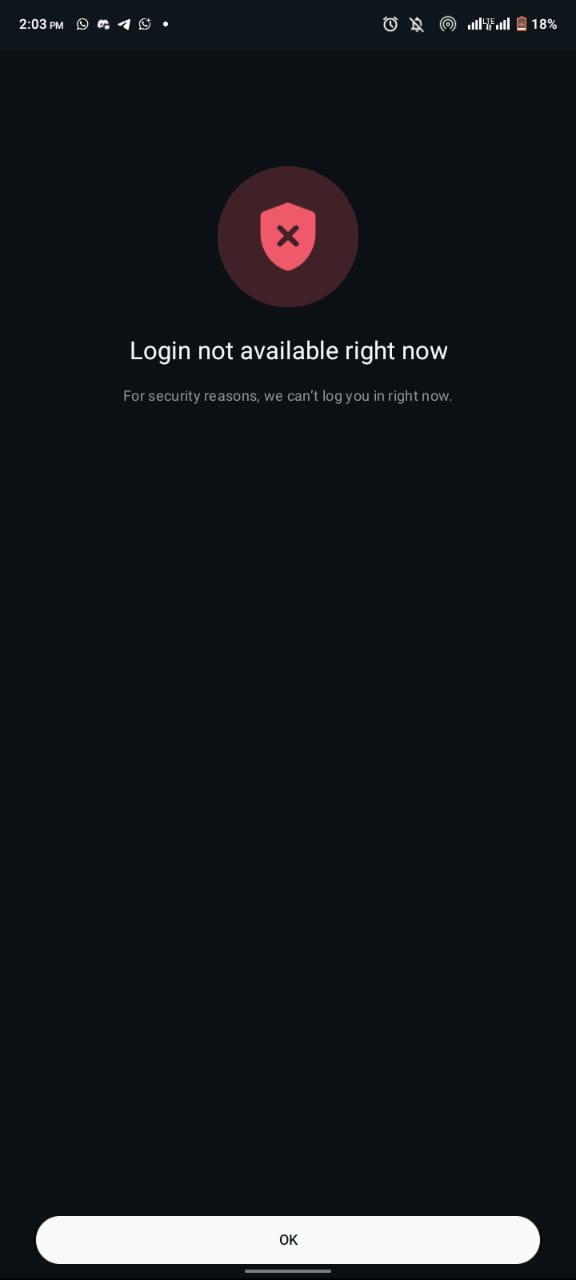 2:03 PM
LTE
18%
Login not available right now
For security reasons, we can’t log you in right now.
OK